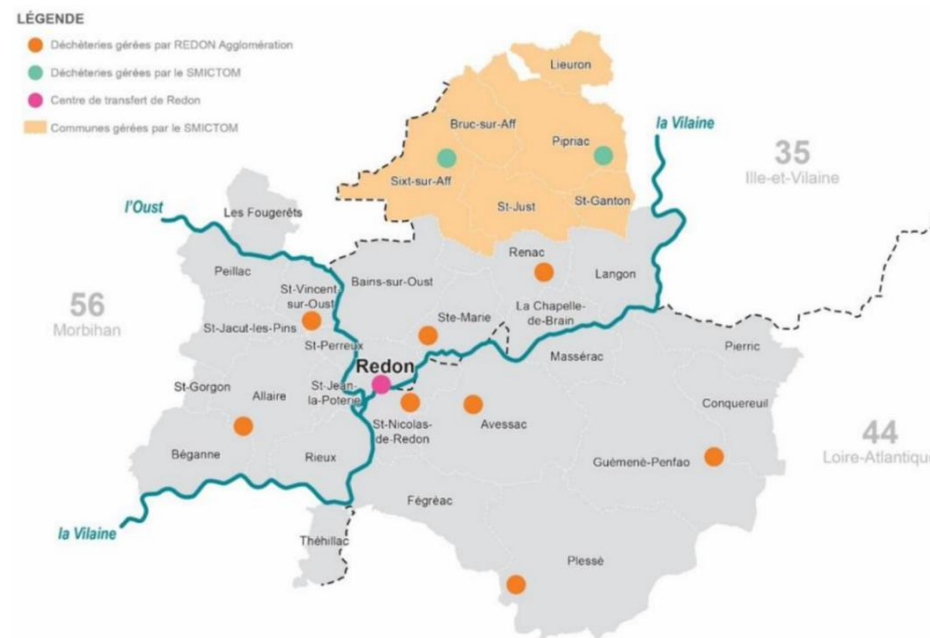 LÉGENDE
Déchèteries gérées par REDON Agglomération
Déchèteries gérées par le SMICTOM
Centre de transfert de Redon
Communes gérées par le SMICTOM
Lieuron
Bruc-sur-Aff
la Vilaine
Pipriac
35
Ille-et-Vilaine
Sixt-sur-Aff
St-Just
St-Ganton
l'Oust
Les Fougerêts
Renac
Peillac
Bains-sur-Oust
Langon
St-Vincent-
sur-Oust
56
Morbihan
Ste-Marie
La Chapelle-
de-Brain
St-Jacut-les-Pins
St-Perreux
Massérac
Pierric
Redon
St-Gorgon
Allaire
St-Jean-
la-Poterie
Conquereuil
St-Nicolas-
de-Redon
Avessac
44
Loire-Atlantique
Béganne
Rieux
Guémené-Penfao
Fégréac
la Vilaine
Théhillac
Plessé